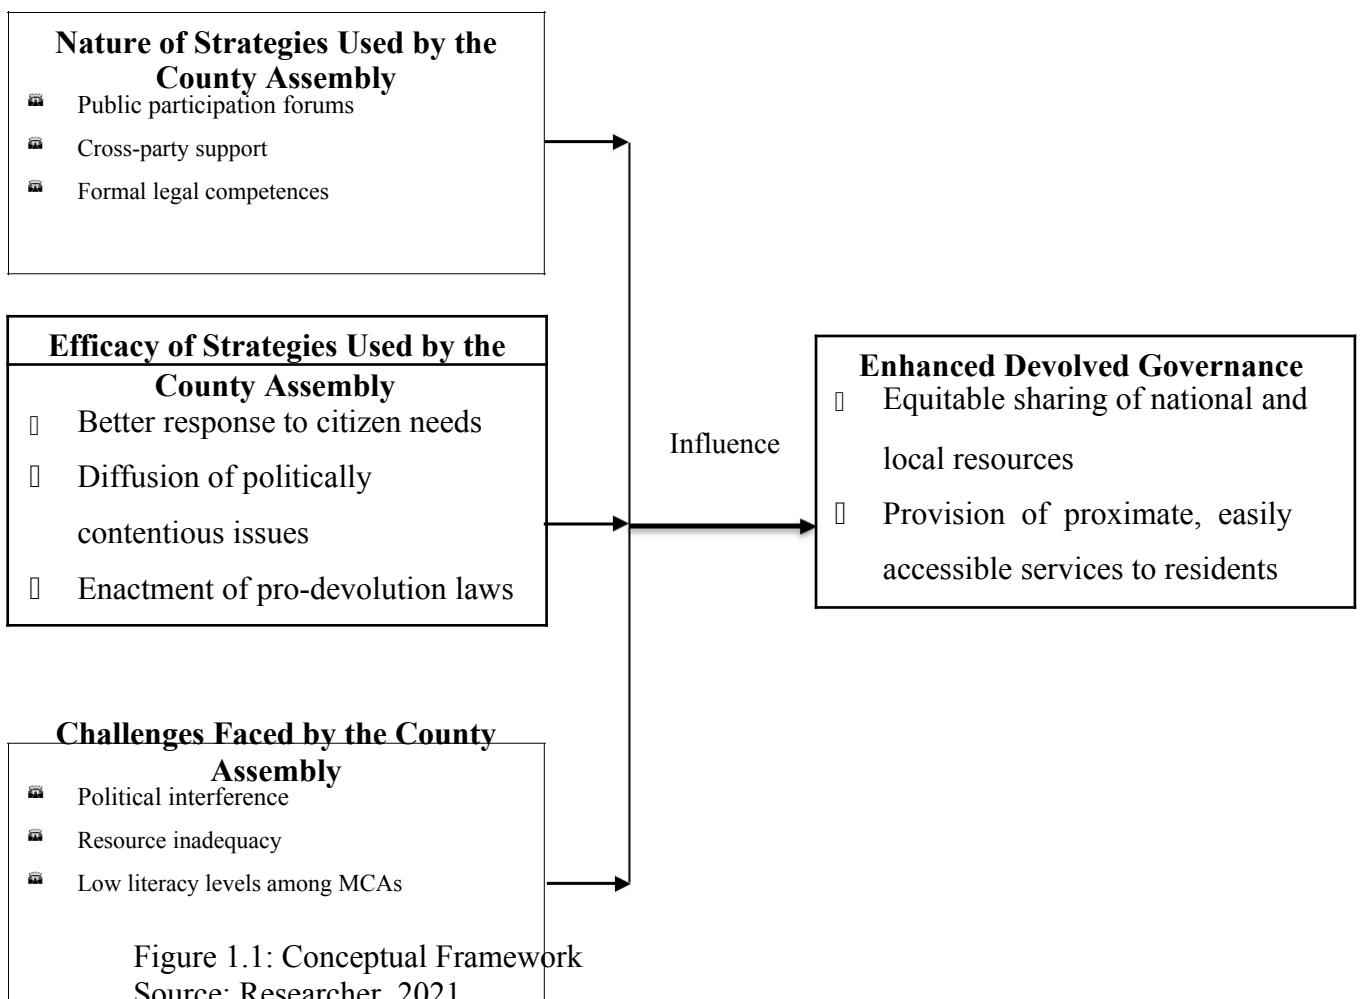 Nature of Strategies Used by the
County Assembly
Public participation forums
Cross-party support
Formal legal competences
Efficacy of Strategies Used by the
County Assembly
Better response to citizen needs
Diffusion of politically
contentious issues
Enactment of pro-devolution laws
Challenges Faced by the County
Assembly
Political interference
Resource inadequacy
Low literacy levels among MCAs
Influence
Enhanced Devolved Governance
Equitable sharing of national and
local resources
Provision of proximate, easily
accessible services to residents
Figure 1.1: Conceptual Framework
Source: Researcher, 2021